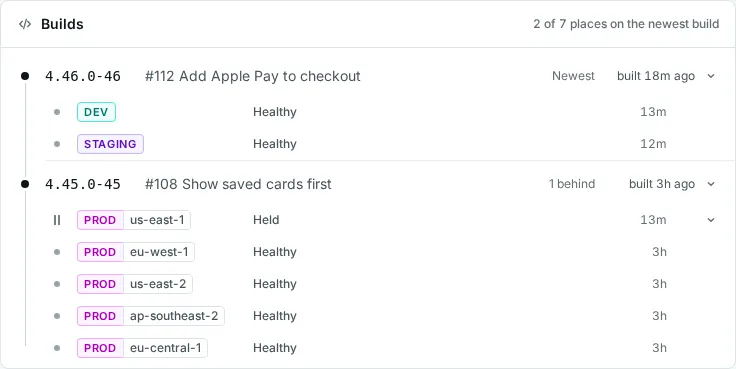 Builds 2 of 7 places on the newest build
4.46.0-46 #112 Add Apple Pay to checkout Newest built 18m ago
DEV Healthy 13m
STAGING Healthy 12m
4.45.0-45 #108 Show saved cards first 1 behind built 3h ago
PROD us-east-1 Held 13m
PROD eu-west-1 Healthy 3h
PROD us-east-2 Healthy 3h
PROD ap-southeast-2 Healthy 3h
PROD eu-central-1 Healthy 3h